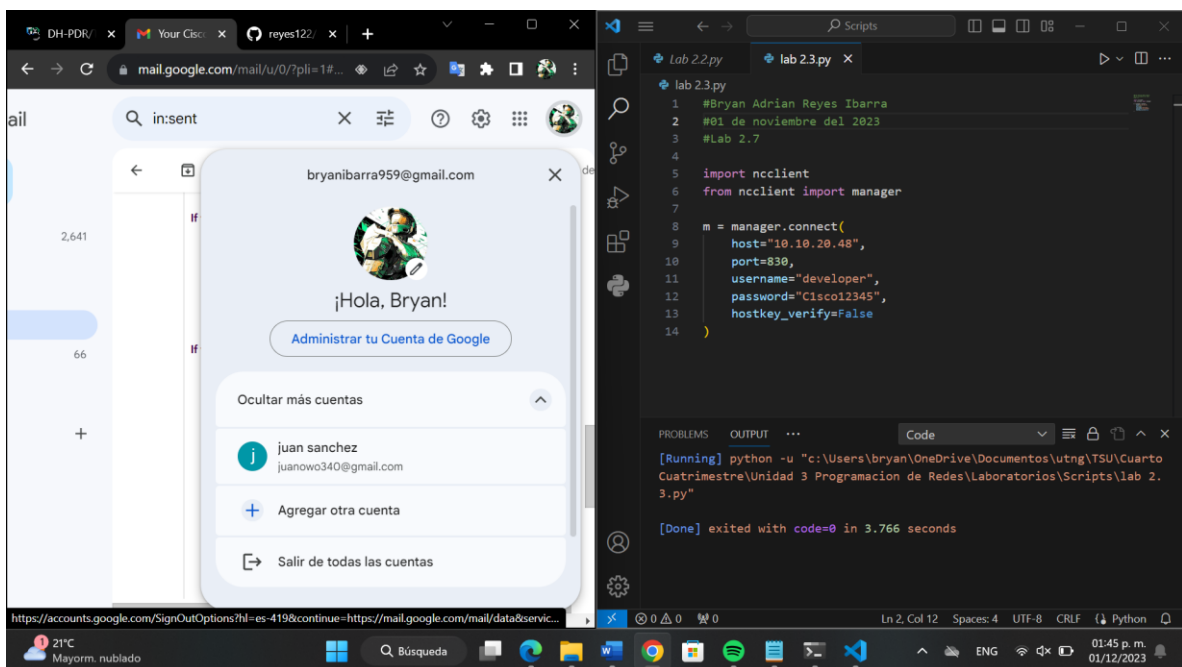 DH-PDR/
Your Cisc
reyes122/
mail.google.com/mail/u/0/?pli=1#...
ail
in:sent
de
bryanibarra959@gmail.com
If
2,641
¡Hola, Bryan!
Administrar tu Cuenta de Google
If
66
Ocultar más cuentas
j
juan sanchez
juanowo340@gmail.com
Agregar otra cuenta
Salir de todas las cuentas
https://accounts.google.com/SignOutOptions?hl=es-419&continue=https://mail.google.com/mail/data&servic...
Scripts
Lab 2.2.py
lab 2.3.py
lab 2.3.py
1 #Bryan Adrian Reyes Ibarra
2 #01 de noviembre del 2023
3 #Lab 2.7
4
5 import ncclient
6 from ncclient import manager
7
8 m = manager.connect(
9 host="10.10.20.48",
10 port=830,
11 username="developer",
12 password="C1sco12345",
13 hostkey_verify=False
14 )
PROBLEMS OUTPUT ... Code
[Running] python -u "c:\Users\bryan\OneDrive\Documentos\utng\TSU\Cuarto
Cuatrimestre\Unidad 3 Programacion de Redes\Laboratorios\Scripts\lab 2.
3.py"
[Done] exited with code=0 in 3.766 seconds
0 0 0 Ln 2, Col 12 Spaces: 4 UTF-8 CRLF Python
1
21°C
Mayorm. nublado
Búsqueda
ENG
01:45 p. m.
01/12/2023